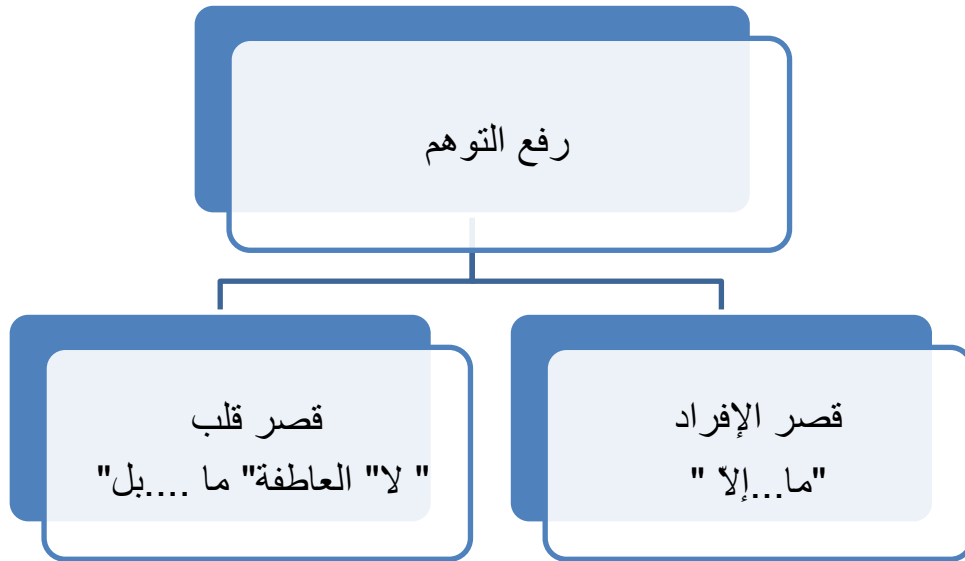 رفع التوهم
قصر الإفراد
"ما...إلاّ "
قصر قلب
" لا" العاطفة" ما ....بل"